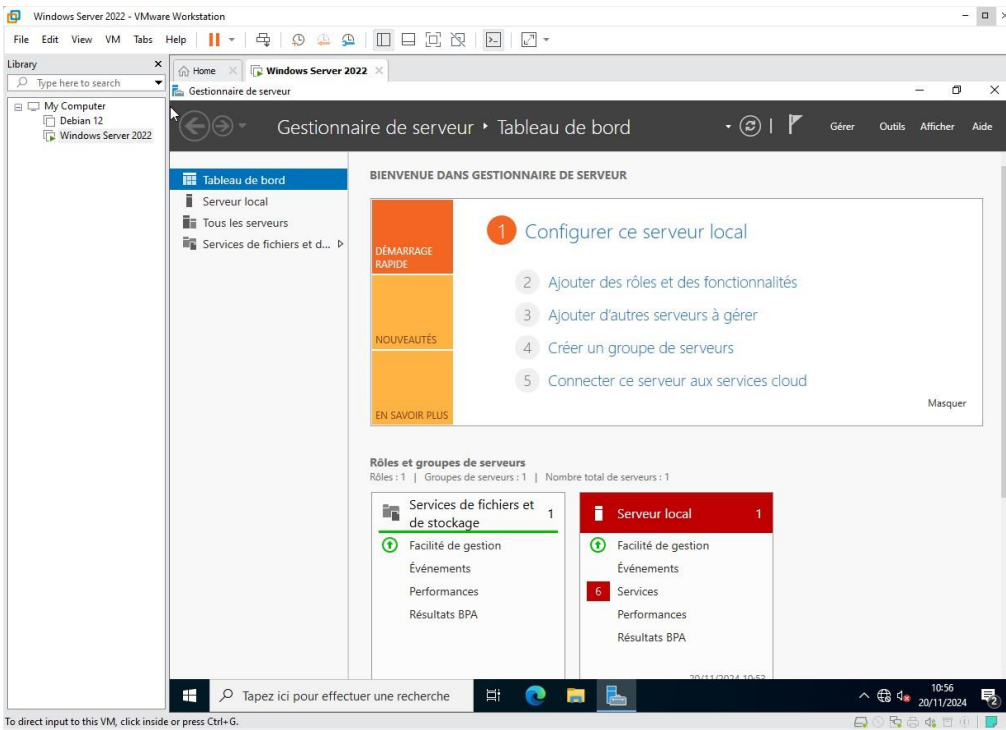 Windows Server 2022 - VMware Workstation
File Edit View VM Tabs Help
Library
Type here to search
My Computer
Debian 12
Windows Server 2022
Home
Windows Server 2022
Gestionnaire de serveur
Gestionnaire de serveur ‣ Tableau de bord
Gérer Outils Afficher Aide
Tableau de bord
Serveur local
Tous les serveurs
Services de fichiers et d...
BIENVENUE DANS GESTIONNAIRE DE SERVEUR
DÉMARRAGE
RAPIDE
NOUVEAUTÉS
EN SAVOIR PLUS
1 Configurer ce serveur local
2 Ajouter des rôles et des fonctionnalités
3 Ajouter d'autres serveurs à gérer
4 Créer un groupe de serveurs
5 Connecter ce serveur aux services cloud
Masquer
Rôles et groupes de serveurs
Rôles : 1 | Groupes de serveurs : 1 | Nombre total de serveurs : 1
Services de fichiers et
de stockage
1
Facilité de gestion
Événements
Performances
Résultats BPA
Serveur local 1
Facilité de gestion
Événements
6 Services
Performances
Résultats BPA
20/11/2024 10:53
Tapez ici pour effectuer une recherche
10:56
20/11/2024
2
To direct input to this VM, click inside or press Ctrl+G.